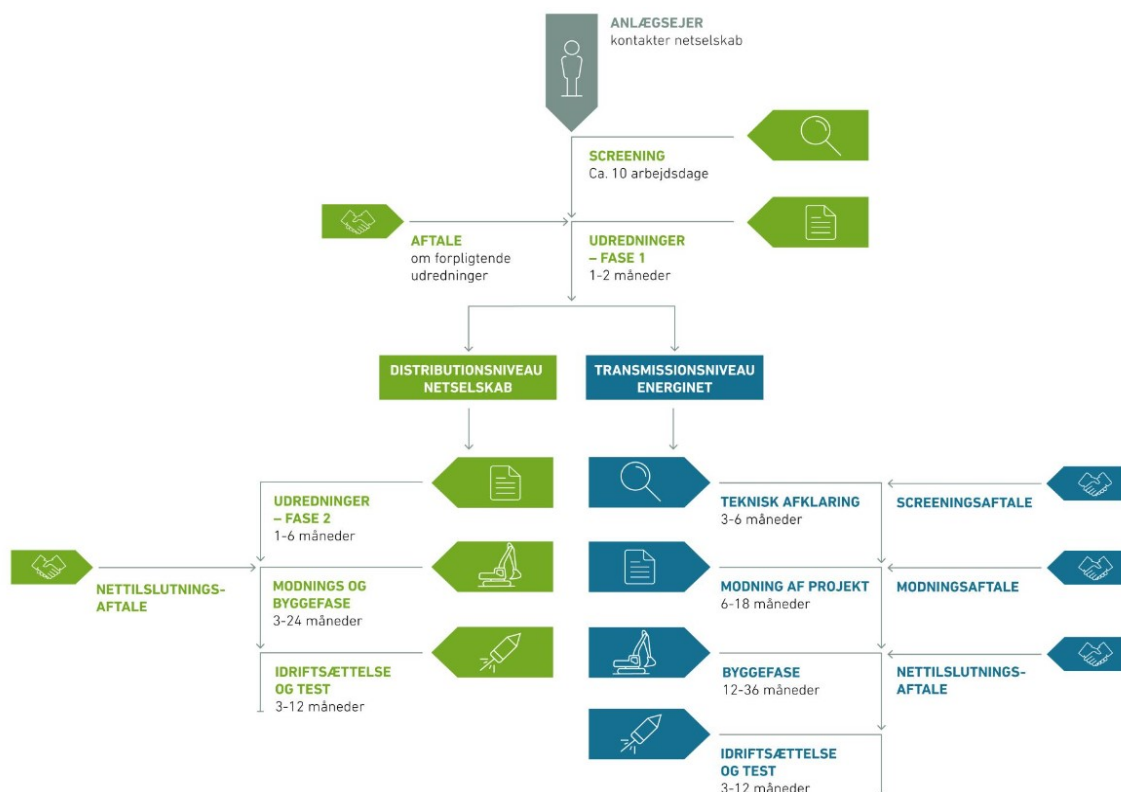 ANLÆGSEJER
kontakter netselskab
SCREENING
Ca. 10 arbejdsdage
AFTALE
om forpligtende
udredninger
UDREDNINGER
– FASE 1
1-2 måneder
DISTRIBUTIONSNIVEAU
NETSELSKAB
TRANSMISSIONSNIVEAU
ENERGINET
UDREDNINGER
– FASE 2
1-6 måneder
NETTILSLUTNINGS-
AFTALE
MODNINGS OG
BYGGEFASE
3-24 måneder
IDRIFTSÆTTELSE
OG TEST
3-12 måneder
TEKNISK AFKLARING
3-6 måneder
SCREENINGSAFTALE
MODNING AF PROJEKT
6-18 måneder
MODNINGSAFTALE
BYGGEFASE
12-36 måneder
NETTILSLUTNINGS-
AFTALE
IDRIFTSÆTTELSE
OG TEST
3-12 måneder